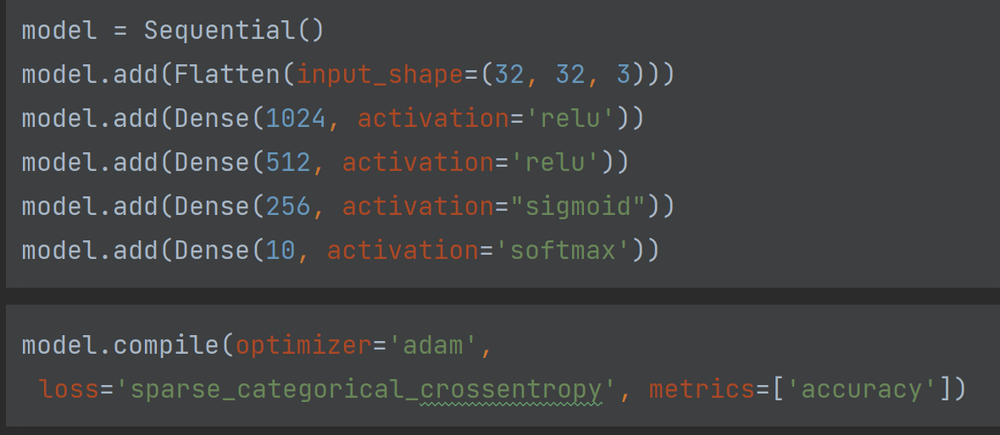 model = Sequential()
model.add(Flatten(input_shape=(32, 32, 3)))
model.add(Dense(1024, activation='relu'))
model.add(Dense(512, activation='relu'))
model.add(Dense(256, activation="sigmoid"))
model.add(Dense(10, activation='softmax'))
model.compile(optimizer='adam',
loss='sparse_categorical_crossentropy', metrics=['accuracy'])